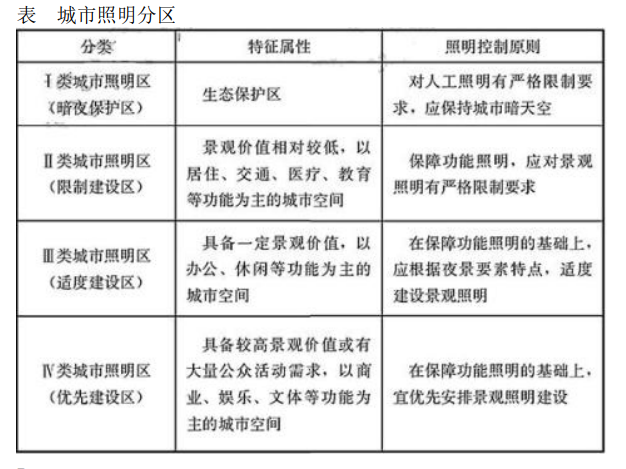 表 城市照明分区
分类 特征属性 照明控制原则
Ⅰ类城市照明区
（暗夜保护区）
生态保护区
对人工照明有严格限制要
求，应保持城市暗天空
Ⅱ类城市照明区
（限制建设区）
景观价值相对较低，以
居住、交通、医疗、教育
等功能为主的城市空间
保障功能照明，应对景观
照明有严格限制要求
Ⅲ类城市照明区
（适度建设区）
具备一定景观价值，以
办公、休闲等功能为主的
城市空间
在保障功能照明的基础上，
应根据夜景要素特点，适度
建设景观照明
Ⅳ类城市照明区
（优先建设区）
具备较高景观价值或有
大量公众活动需求，以商
业、娱乐、文体等功能为
主的城市空间
在保障功能照明的基础上，
宜优先安排景观照明建设